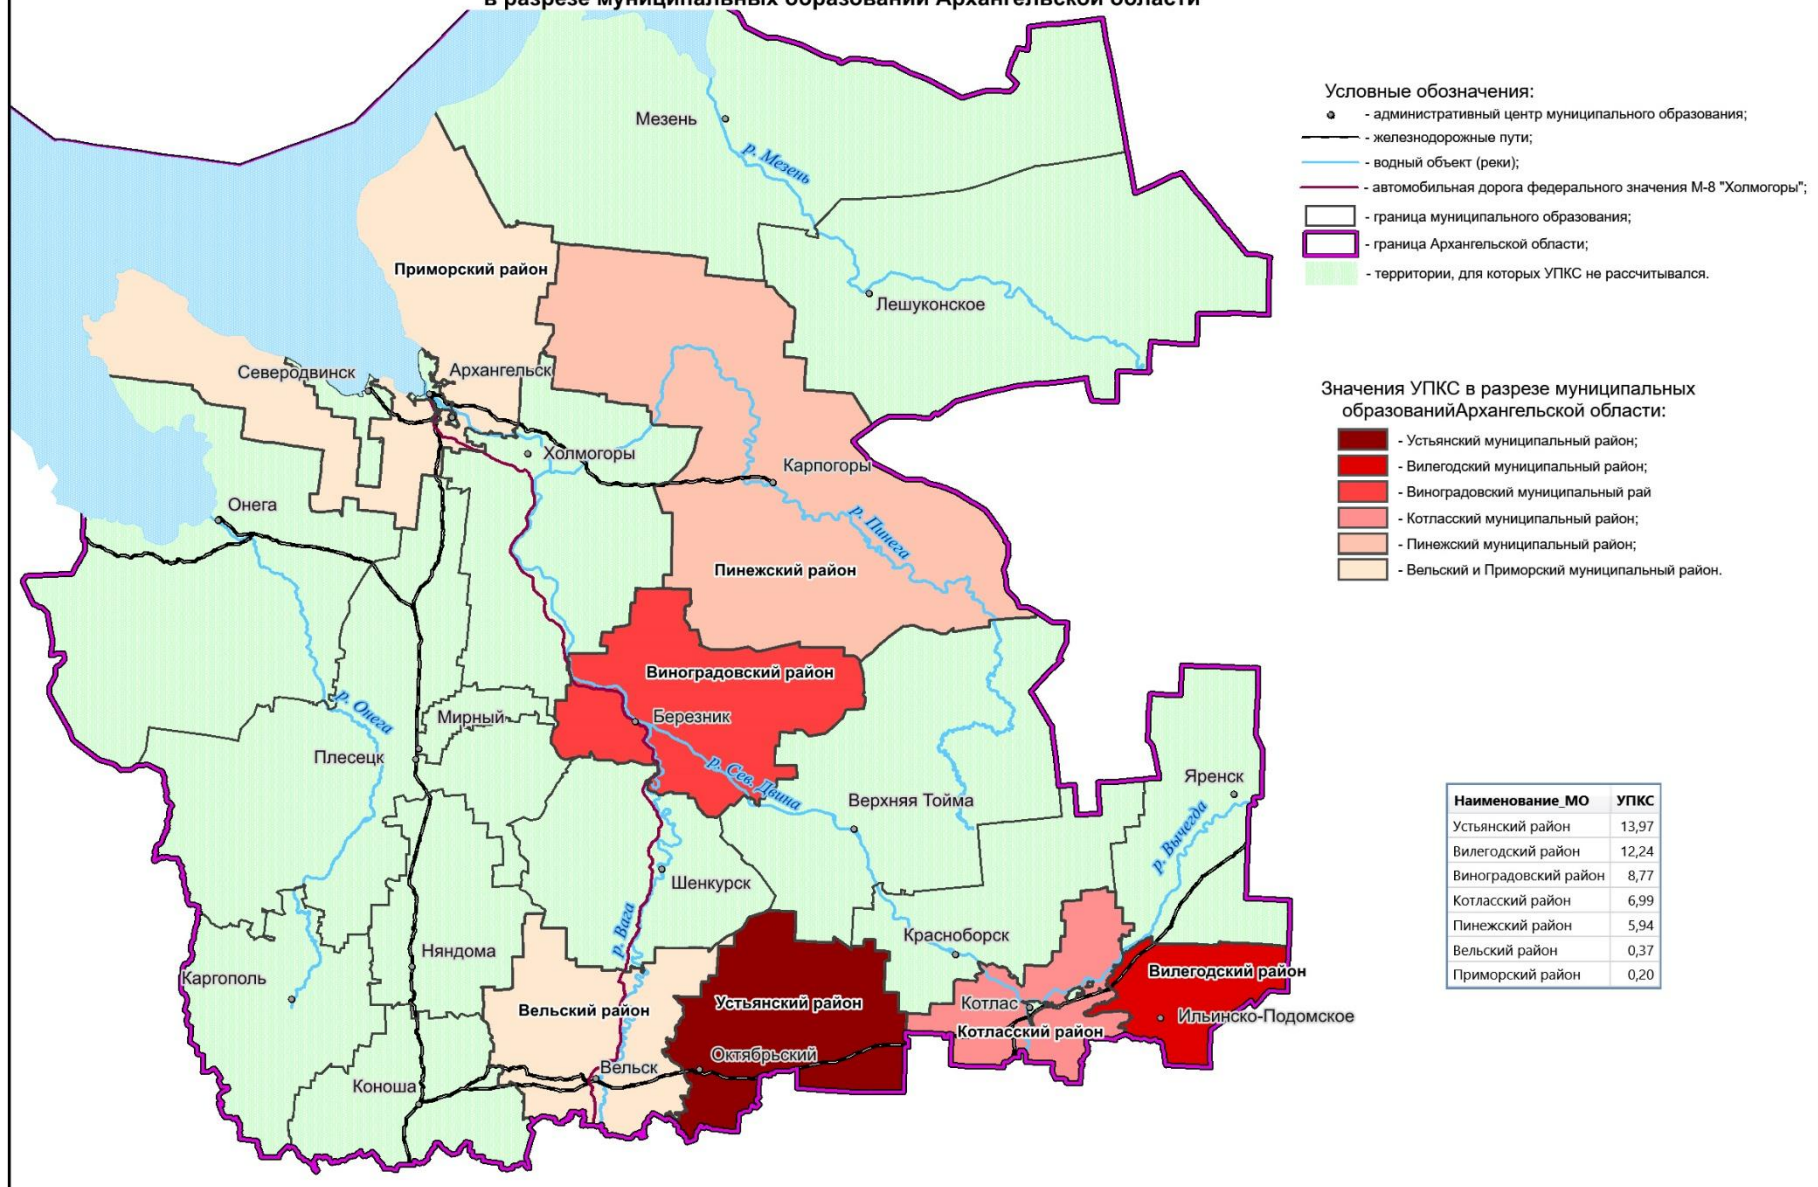 в разрезе муниципальных образований Архангельской области
Условные обозначения:
- административный центр муниципального образования;
- железнодорожные пути;
- водный объект (реки);
- автомобильная дорога федерального значения М-8 "Холмогоры";
- граница муниципального образования;
- граница Архангельской области;
- территории, для которых УПКС не рассчитывался.
Значения УПКС в разрезе муниципальных
образованийАрхангельской области:
- Устьянский муниципальный район;
- Вилегодский муниципальный район;
- Виноградовский муниципальный рай
- Котласский муниципальный район;
- Пинежский муниципальный район;
- Вельский и Приморский муниципальный район.
Наименование_МО УПКС
Устьянский район 13,97
Вилегодский район 12,24
Виноградовский район 8,77
Котласский район 6,99
Пинежский район 5,94
Вельский район 0,37
Приморский район 0,20
Мезень
р. Мезень
Приморский район
Лешуконское
Северодвинск
Архангельск
Холмогоры
Карпогоры
Онега
р. Пинега
Пинежский район
Виноградовский район
р. Онега
Мирный
Березник
Плесецк
р. Сев. Двина
Верхняя Тойма
Яренск
р. Вычегда
Шенкурск
р. Вага
Няндома
Каргополь
Красноборск
Вилегодский район
Вельский район
Устьянский район
Котлас
Котласский район
Ильинско-Подомское
Октябрьский
Вельск
Коноша